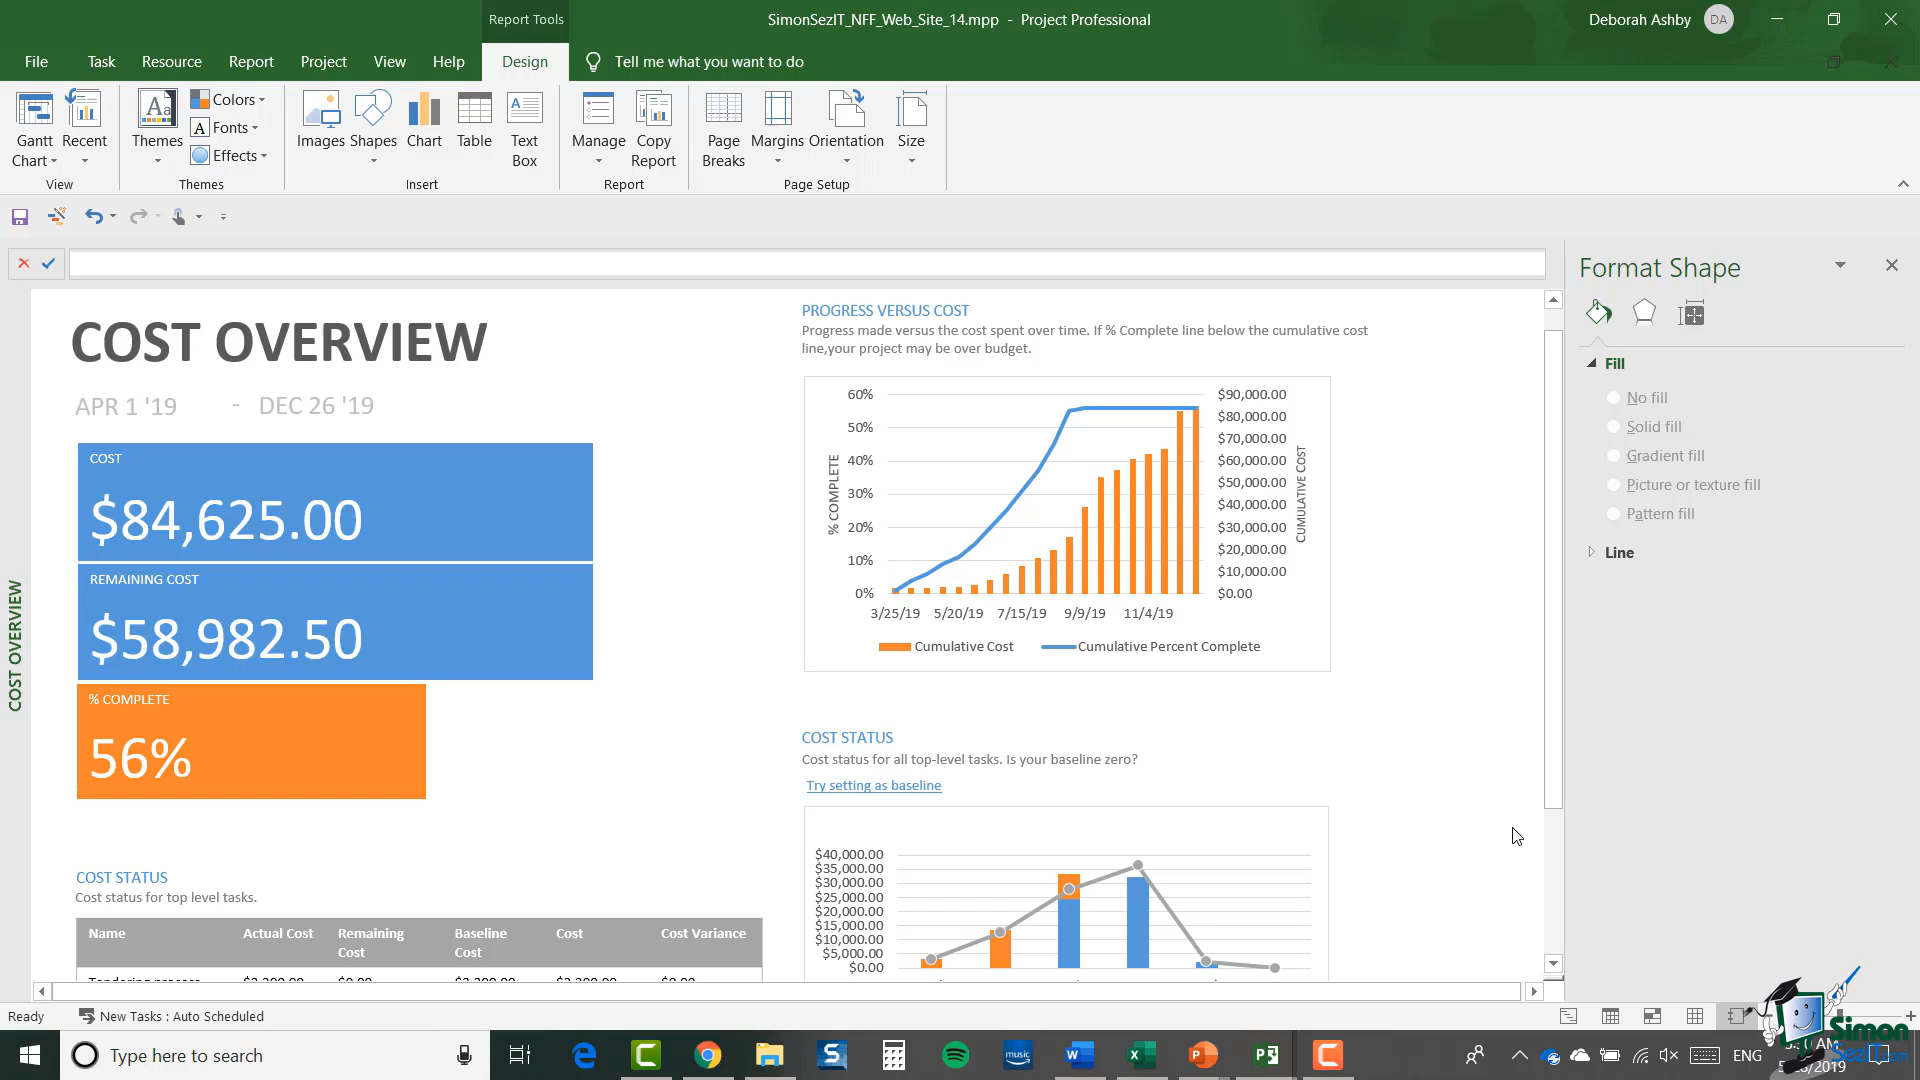 Report Tools
SimonSezIT_NFF_Web_Site_14.mpp - Project Professional
Deborah Ashby
DA
File Task Resource Report Project View Help Design Tell me what you want to do
Gantt Chart
Recent
View
Themes
Colors
Fonts
Effects
Themes
Images
Shapes
Chart
Table
Text Box
Insert
Manage
Copy Report
Report
Page Breaks
Margins
Orientation
Size
Page Setup
COST OVERVIEW
COST OVERVIEW
APR 1 '19 - DEC 26 '19
COST
$84,625.00
REMAINING COST
$58,982.50
% COMPLETE
56%
COST STATUS
Cost status for top level tasks.
Name Actual Cost Remaining Cost Baseline Cost Cost Cost Variance
PROGRESS VERSUS COST
Progress made versus the cost spent over time. If % Complete line below the cumulative cost
line,your project may be over budget.
% COMPLETE
60%
50%
40%
30%
20%
10%
0%
$90,000.00
$80,000.00
$70,000.00
$60,000.00
$50,000.00
$40,000.00
$30,000.00
$20,000.00
$10,000.00
$0.00
CUMULATIVE COST
3/25/19 5/20/19 7/15/19 9/9/19 11/4/19
Cumulative Cost Cumulative Percent Complete
COST STATUS
Cost status for all top-level tasks. Is your baseline zero?
Try setting as baseline
$40,000.00
$35,000.00
$30,000.00
$25,000.00
$20,000.00
$15,000.00
$10,000.00
$5,000.00
$0.00
Format Shape
Fill
No fill
Solid fill
Gradient fill
Picture or texture fill
Pattern fill
Line
Ready New Tasks : Auto Scheduled
Type here to search
music
ENG
Simon
SezIT.com